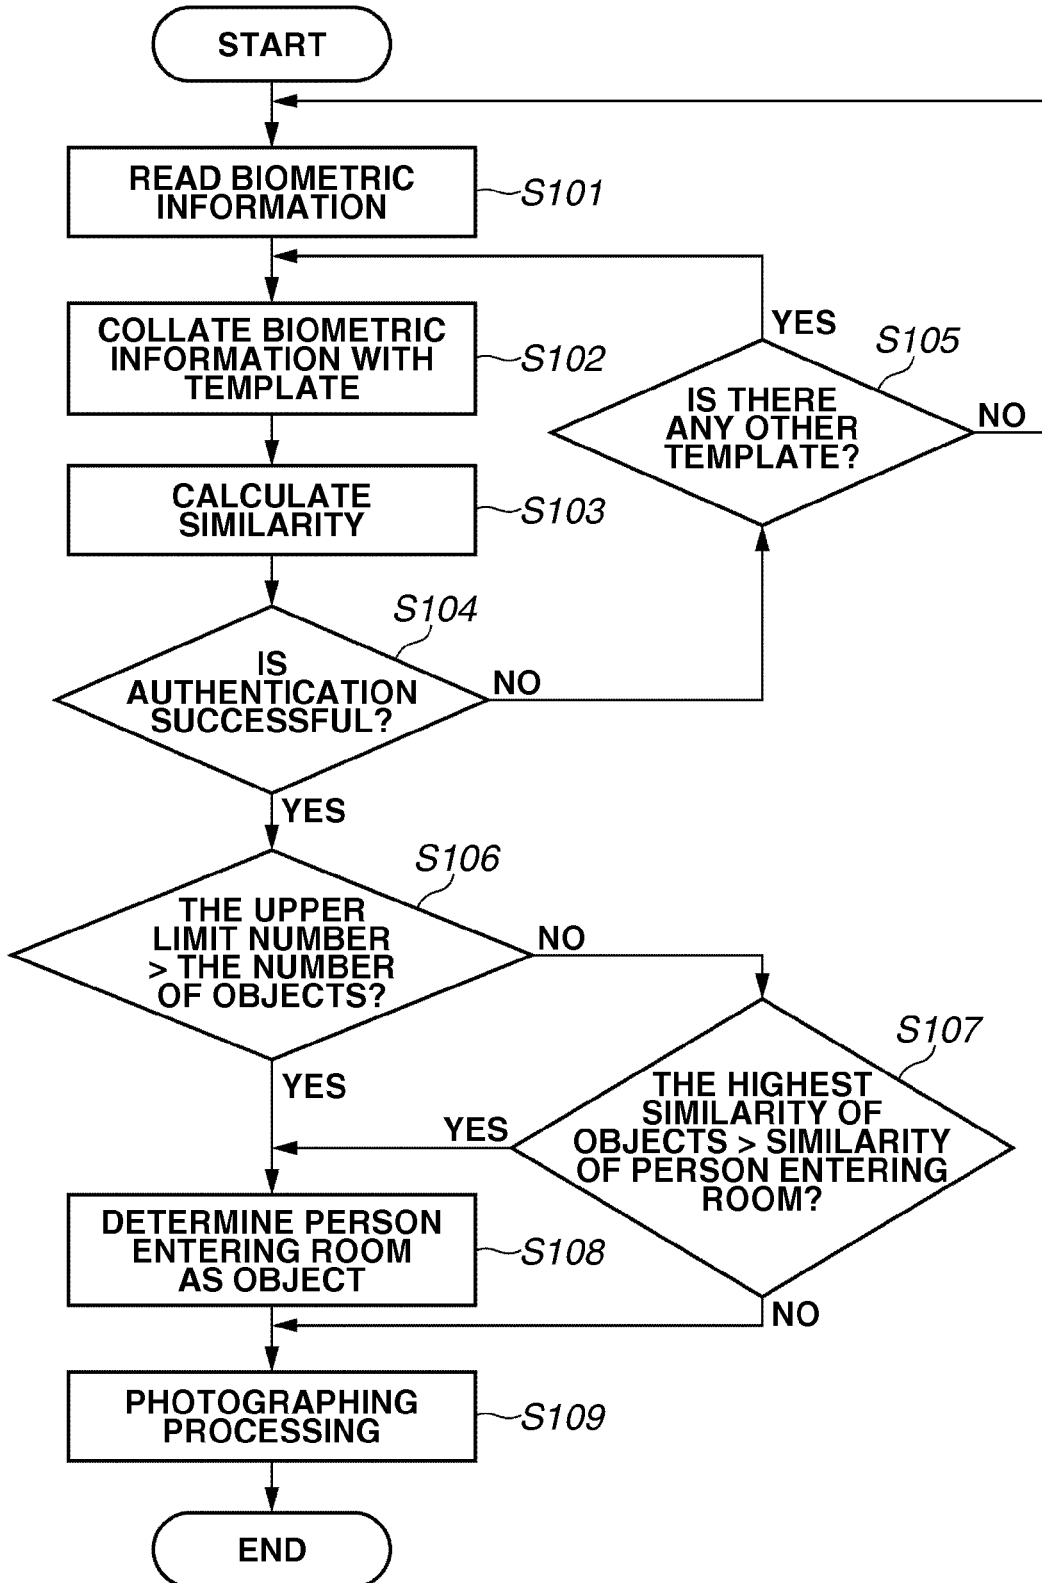 START
READ BIOMETRIC
INFORMATION
S101
COLLATE BIOMETRIC
INFORMATION WITH
TEMPLATE
S102
YES
S105
IS THERE
ANY OTHER
TEMPLATE?
NO
CALCULATE
SIMILARITY
S103
S104
IS
AUTHENTICATION
SUCCESSFUL?
NO
YES
S106
THE UPPER
LIMIT NUMBER
> THE NUMBER
OF OBJECTS?
NO
YES
S107
THE HIGHEST
SIMILARITY OF
OBJECTS > SIMILARITY
OF PERSON ENTERING
ROOM?
YES
NO
DETERMINE PERSON
ENTERING ROOM
AS OBJECT
S108
PHOTOGRAPHING
PROCESSING
S109
END